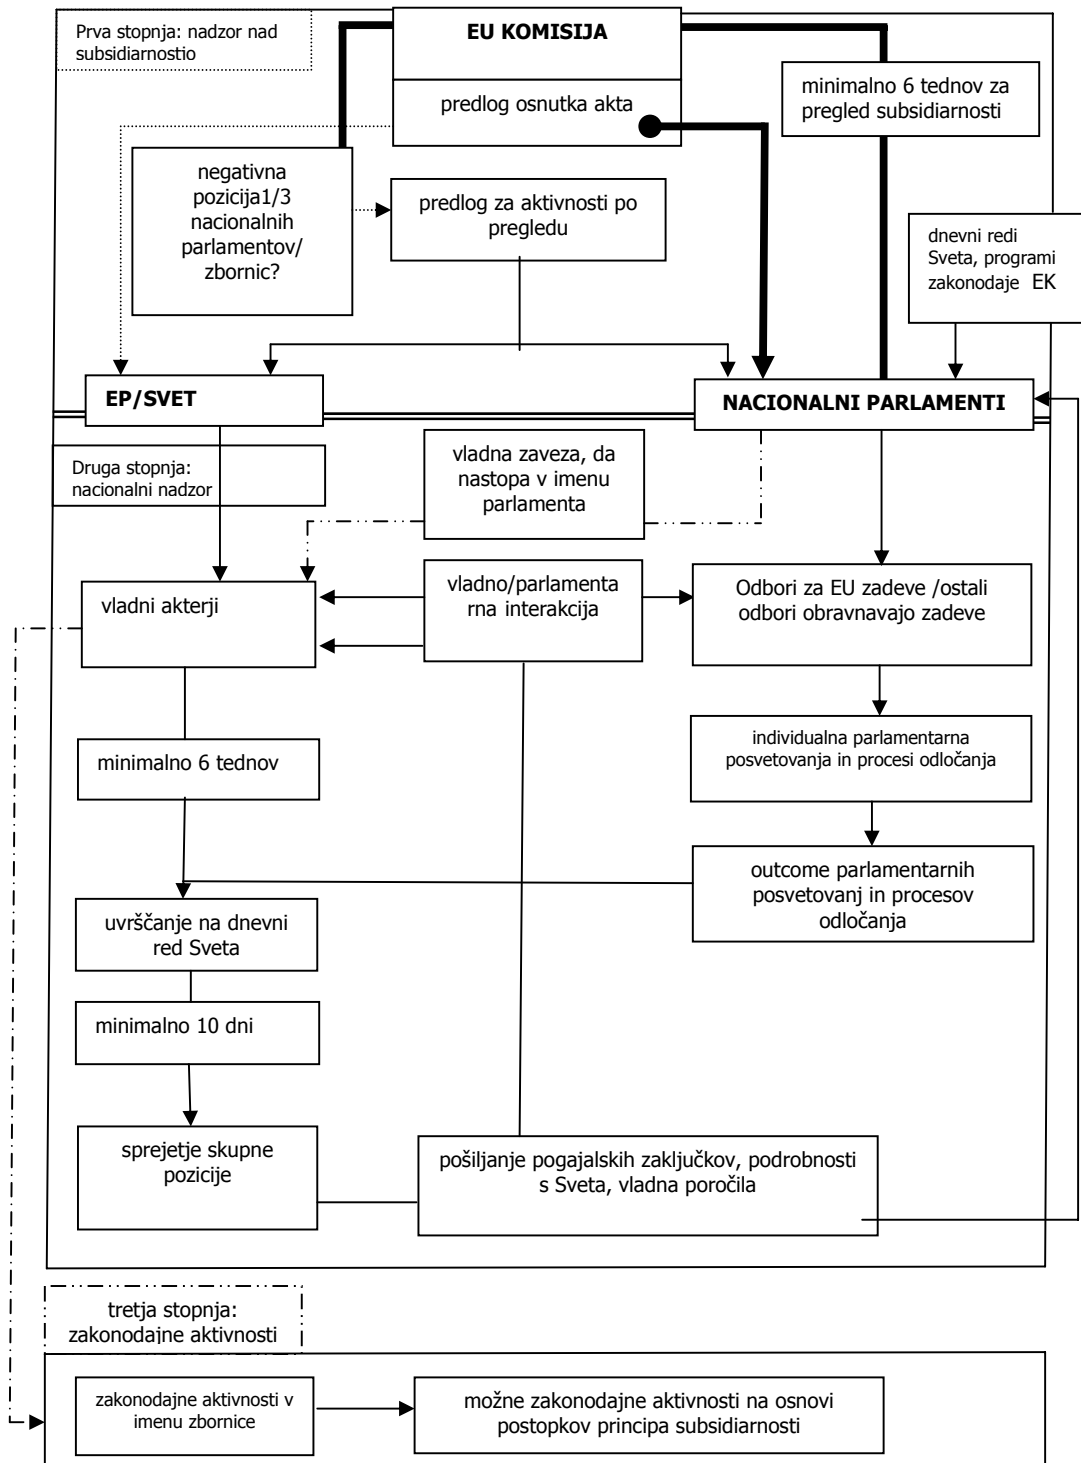 Prva stopnja: nadzor nad
subsidiarnostio
EU KOMISIJA
predlog osnutka akta
minimalno 6 tednov za
pregled subsidiarnosti
negativna
pozicija1/3
nacionalnih
parlamentov/
zbornic?
predlog za aktivnosti po
pregledu
dnevni redi
Sveta, programi
zakonodaje EK
EP/SVET
NACIONALNI PARLAMENTI
Druga stopnja:
nacionalni nadzor
vladna zaveza, da
nastopa v imenu
parlamenta
vladni akterji
vladno/parlamenta
rna interakcija
Odbori za EU zadeve /ostali
odbori obravnavajo zadeve
minimalno 6 tednov
individualna parlamentarna
posvetovanja in procesi odločanja
outcome parlamentarnih
posvetovanj in procesov
odločanja
uvrščanje na dnevni
red Sveta
minimalno 10 dni
sprejetje skupne
pozicije
pošiljanje pogajalskih zaključkov, podrobnosti
s Sveta, vladna poročila
tretja stopnja:
zakonodajne aktivnosti
zakonodajne aktivnosti v
imenu zbornice
možne zakonodajne aktivnosti na osnovi
postopkov principa subsidiarnosti